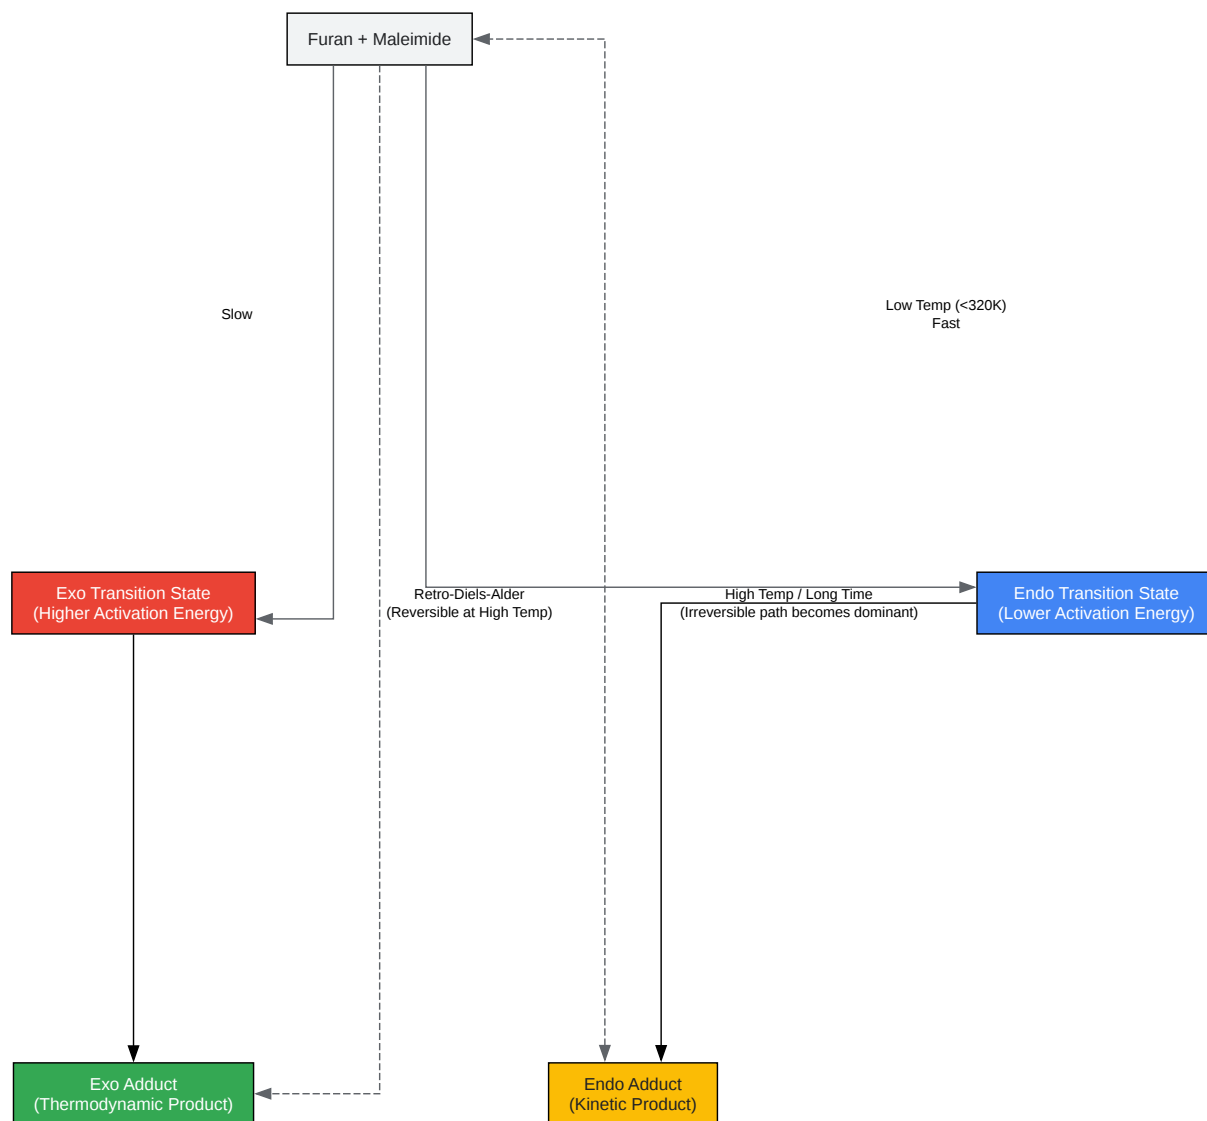 Furan + Maleimide
Slow
Low Temp (<320K)
Fast
Exo Transition State
(Higher Activation Energy)
Retro-Diels-Alder
(Reversible at High Temp)
High Temp / Long Time
(Irreversible path becomes dominant)
Endo Transition State
(Lower Activation Energy)
Exo Adduct
(Thermodynamic Product)
Endo Adduct
(Kinetic Product)